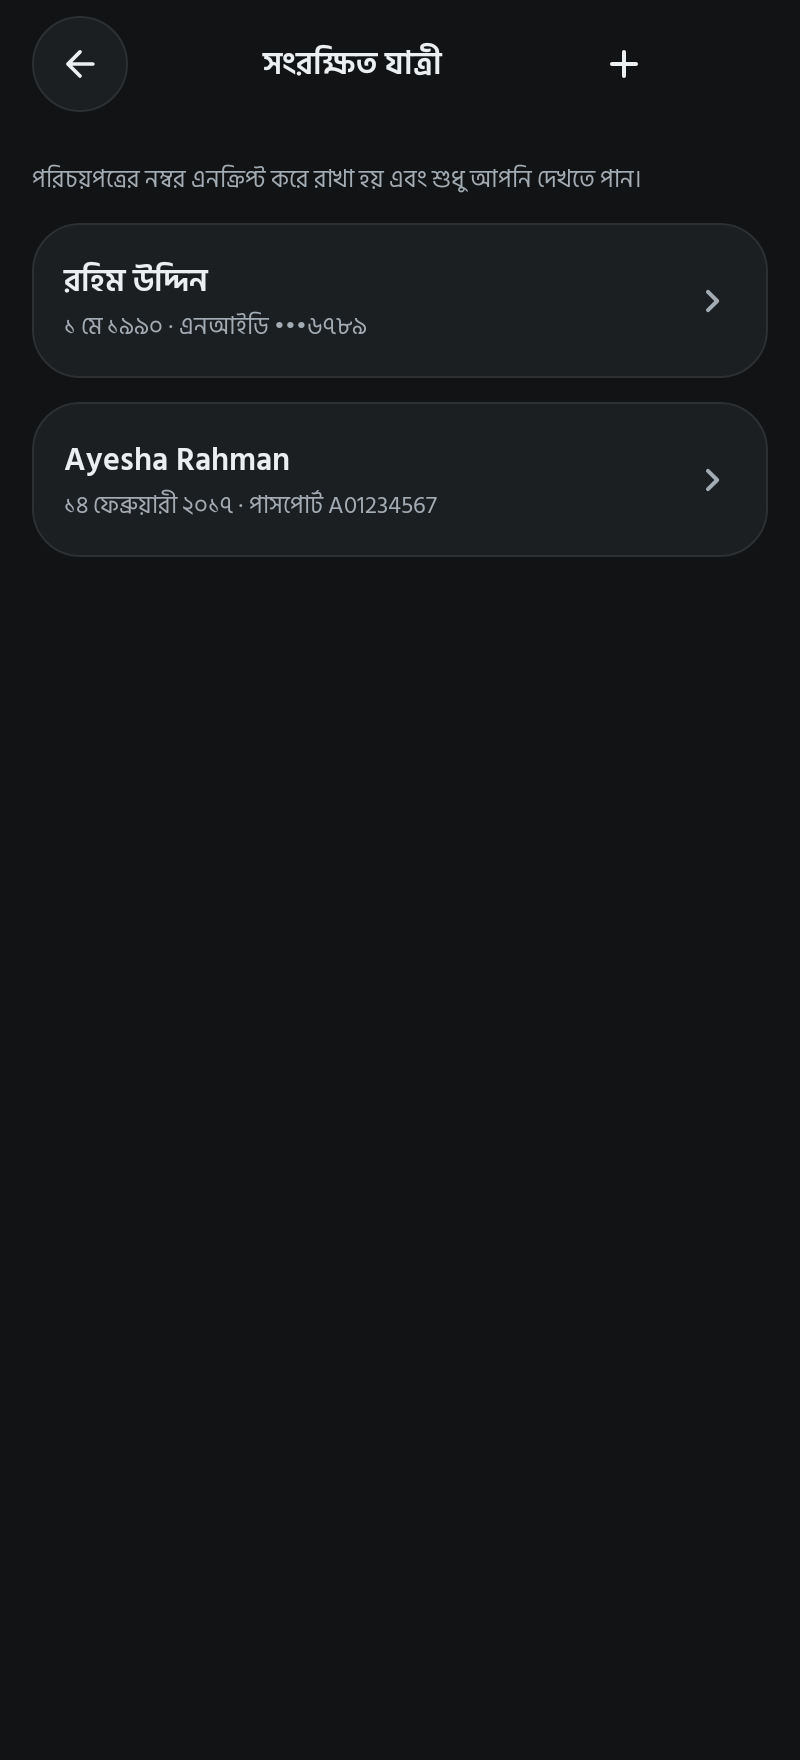 সংরক্ষিত যাত্রী
পরিচয়পত্রের নম্বর এনক্রিপ্ট করে রাখা হয় এবং শুধু আপনি দেখতে পান।
রহিম উদ্দিন
১ মে ১৯৯০ · এনআইডি •••৬৭৮৯
Ayesha Rahman
১৪ ফেব্রুয়ারী ২০১৭ · পাসপোর্ট A01234567